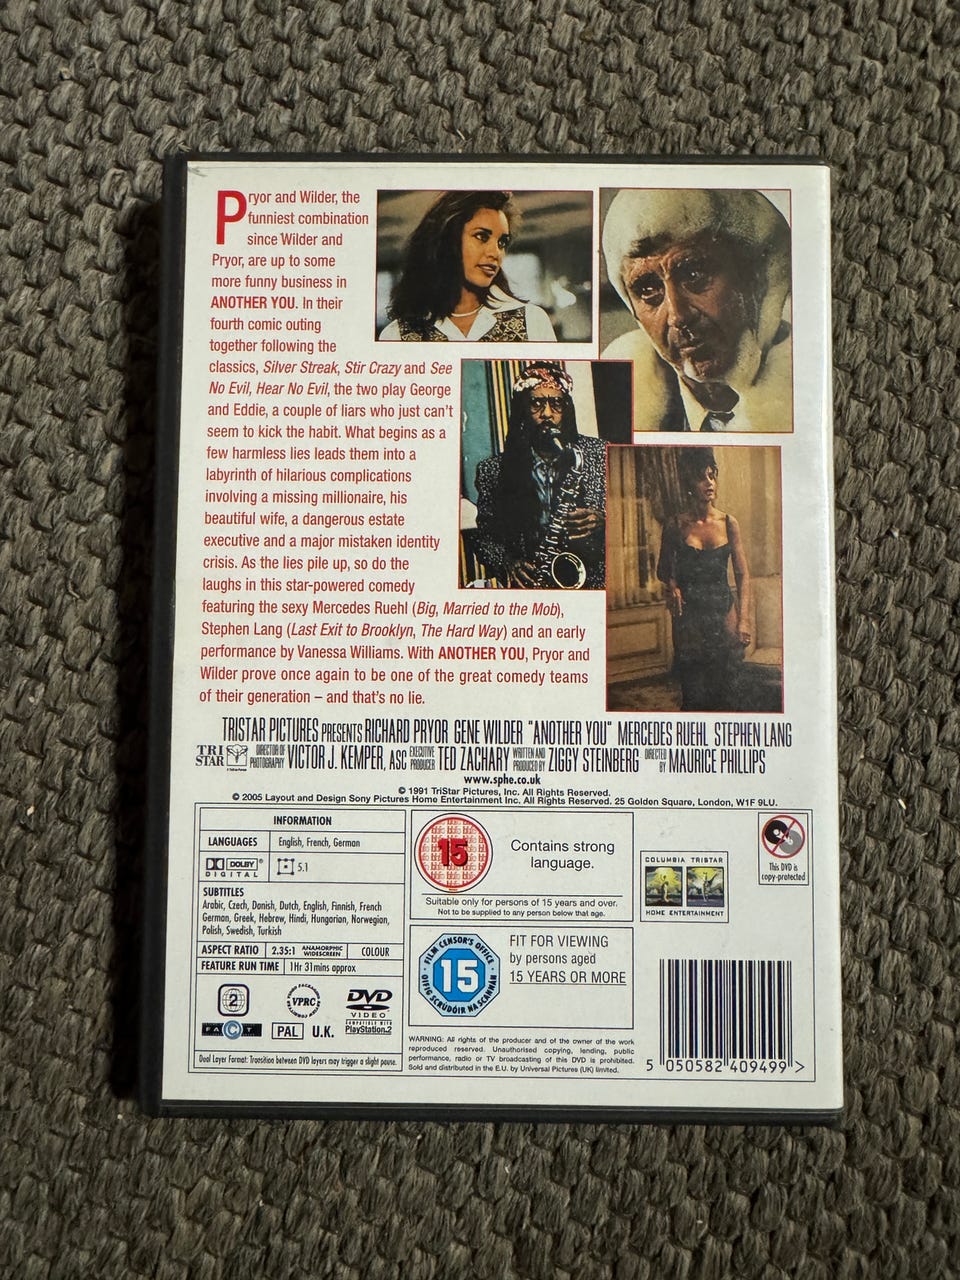 Pryor and Wilder, the
funniest combination
since Wilder and
Pryor, are up to some
more funny business in
ANOTHER YOU. In their
fourth comic outing
together following the
classics, Silver Streak, Stir Crazy and See
No Evil, Hear No Evil, the two play George
and Eddie, a couple of liars who just can't
seem to kick the habit. What begins as a
few harmless lies leads them into a
labyrinth of hilarious complications
involving a missing millionaire, his
beautiful wife, a dangerous estate
executive and a major mistaken identity
crisis. As the lies pile up, so do the
laughs in this star-powered comedy
featuring the sexy Mercedes Ruehl (Big, Married to the Mob),
Stephen Lang (Last Exit to Brooklyn, The Hard Way) and an early
performance by Vanessa Williams. With ANOTHER YOU, Pryor and
Wilder prove once again to be one of the great comedy teams
of their generation – and that's no lie.
TRISTAR PICTURES PRESENTS RICHARD PRYOR GENE WILDER "ANOTHER YOU" MERCEDES RUEHL STEPHEN LANG
TRI STAR DIRECTOR OF PHOTOGRAPHY VICTOR J. KEMPER, ASC EXECUTIVE PRODUCER TED ZACHARY WRITTEN AND PRODUCED BY ZIGGY STEINBERG DIRECTED BY MAURICE PHILLIPS
www.sphe.co.uk
© 1991 TriStar Pictures, Inc. All Rights Reserved.
© 2005 Layout and Design Sony Pictures Home Entertainment Inc. All Rights Reserved. 25 Golden Square, London, W1F 9LU.
INFORMATION
LANGUAGES English, French, German
DOLBY DIGITAL 5.1
SUBTITLES
Arabic, Czech, Danish, Dutch, English, Finnish, French
German, Greek, Hebrew, Hindi, Hungarian, Norwegian,
Polish, Swedish, Turkish
ASPECT RATIO 2.35:1 ANAMORPHIC WIDESCREEN COLOUR
FEATURE RUN TIME 1Hr 31mins approx
2 VPRC DVD VIDEO
COMPATIBLE WITH PlayStation.2
FACT PAL U.K.
Dual Layer Format: Transition between DVD layers may trigger a slight pause.
15
Contains strong
language.
Suitable only for persons of 15 years and over.
Not to be supplied to any person below that age.
FILM CENSOR'S OFFICE
15
OIFIG SCRÚDÓIR NA SCANNÁN
FIT FOR VIEWING
by persons aged
15 YEARS OR MORE
WARNING: All rights of the producer and of the owner of the work
reproduced reserved. Unauthorised copying, lending, public
performance, radio or TV broadcasting of this DVD is prohibited.
Sold and distributed in the E.U. by Universal Pictures (UK) limited.
COLUMBIA TRISTAR
HOME ENTERTAINMENT
This DVD is
copy-protected
5 050582 409499 >